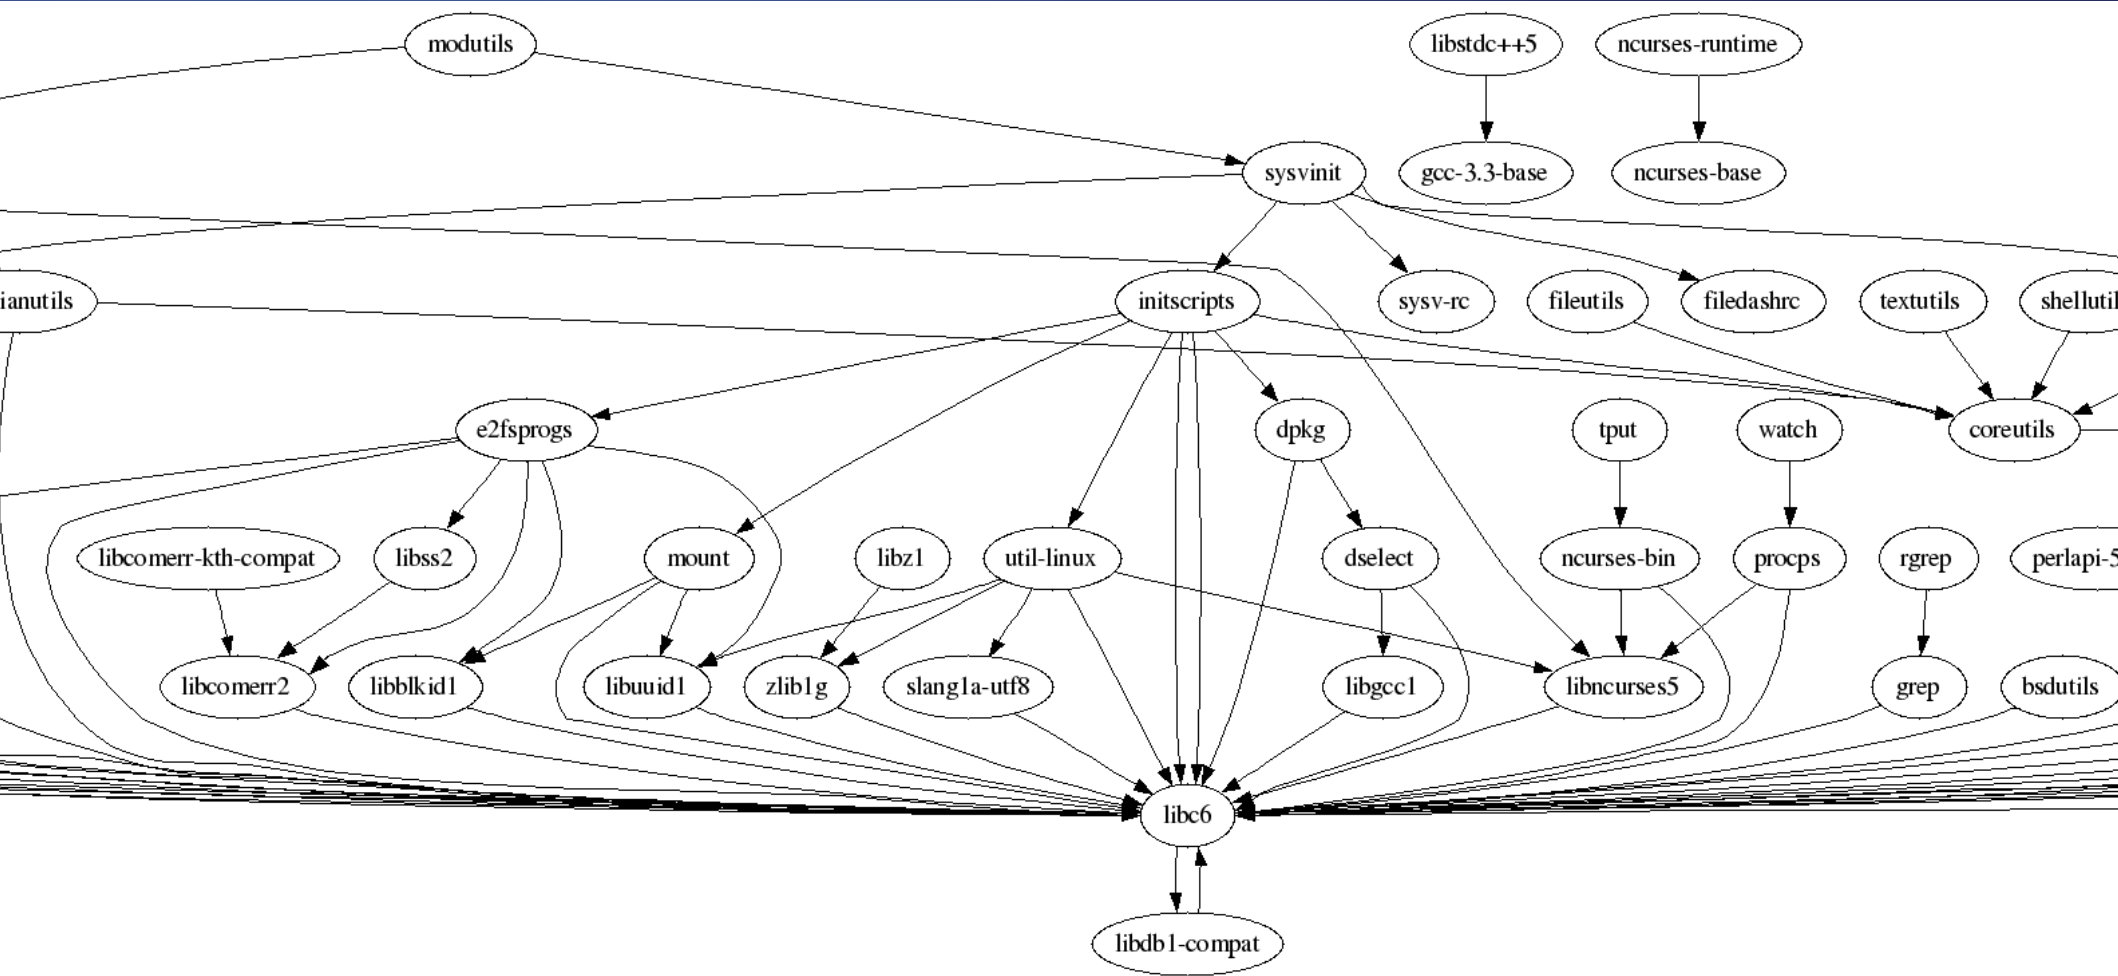 modutils
libstdc++5
ncurses-runtime
sysvinit
gcc-3.3-base
ncurses-base
ianutils
initscripts
sysv-rc
fileutils
filedashrc
textutils
shellutil
e2fsprogs
dpkg
tput
watch
coreutils
libcomerr-kth-compat
libss2
mount
libz1
util-linux
dselect
ncurses-bin
procps
rgrep
perlapi-5
libcomerr2
libblkid1
libuuid1
zlib1g
slang1a-utf8
libgcc1
libncurses5
grep
bsdutils
libc6
libdb1-compat